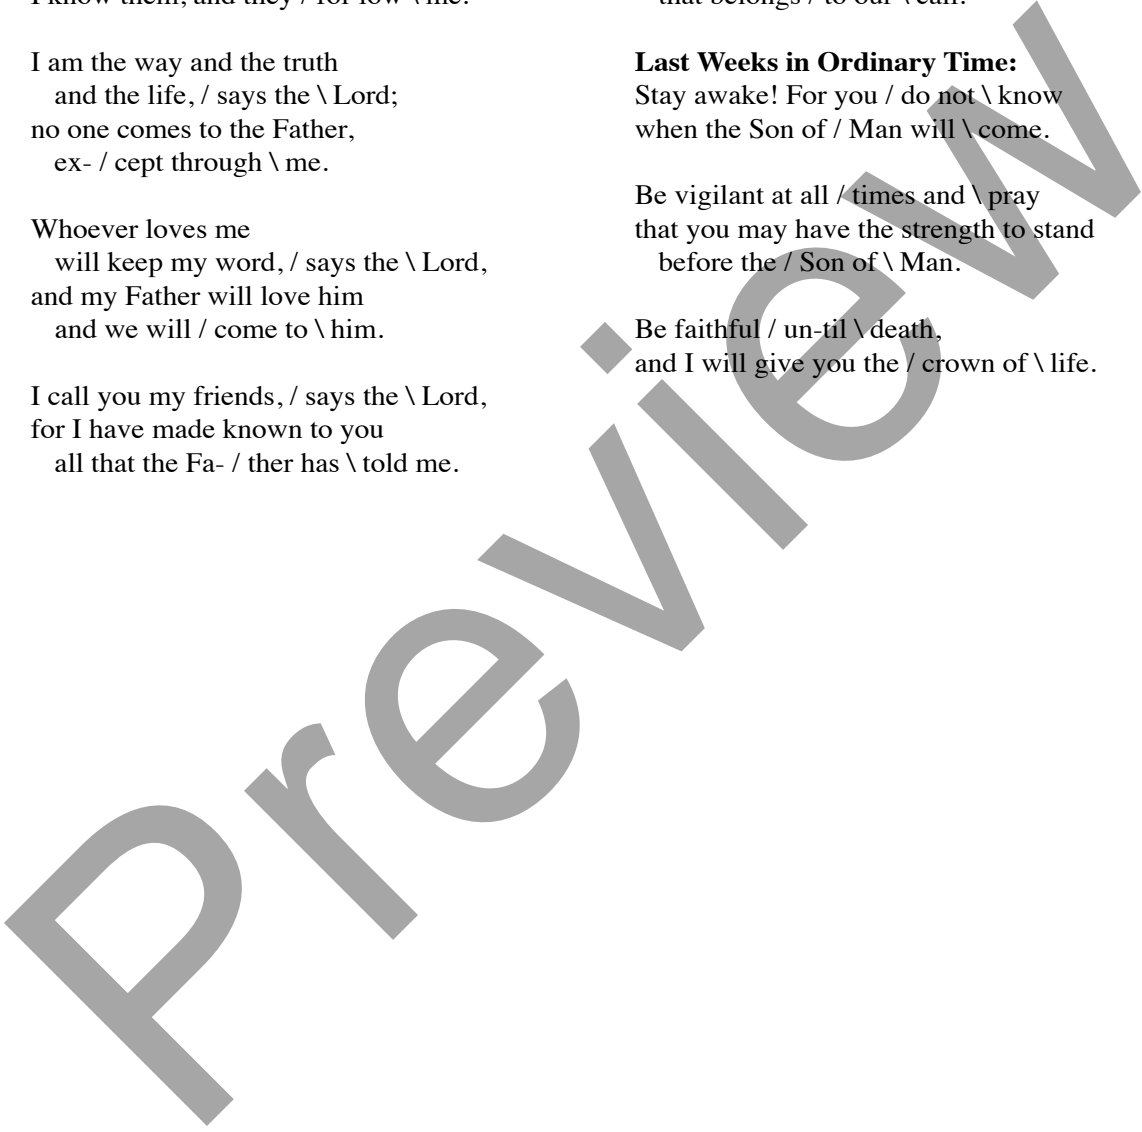 I know them, and they / fol-low \ me.
I am the way and the truth
and the life, / says the \ Lord;
no one comes to the Father,
ex- / cept through \ me.
Whoever loves me
will keep my word, / says the \ Lord,
and my Father will love him
and we will / come to \ him.
I call you my friends, / says the \ Lord,
for I have made known to you
all that the Fa- / ther has \ told me.
that belongs / to our \ call.
Last Weeks in Ordinary Time:
Stay awake! For you / do not \ know
when the Son of / Man will \ come.
Be vigilant at all / times and \ pray
that you may have the strength to stand
before the / Son of \ Man.
Be faithful / un-til \ death,
and I will give you the / crown of \ life.
Preview